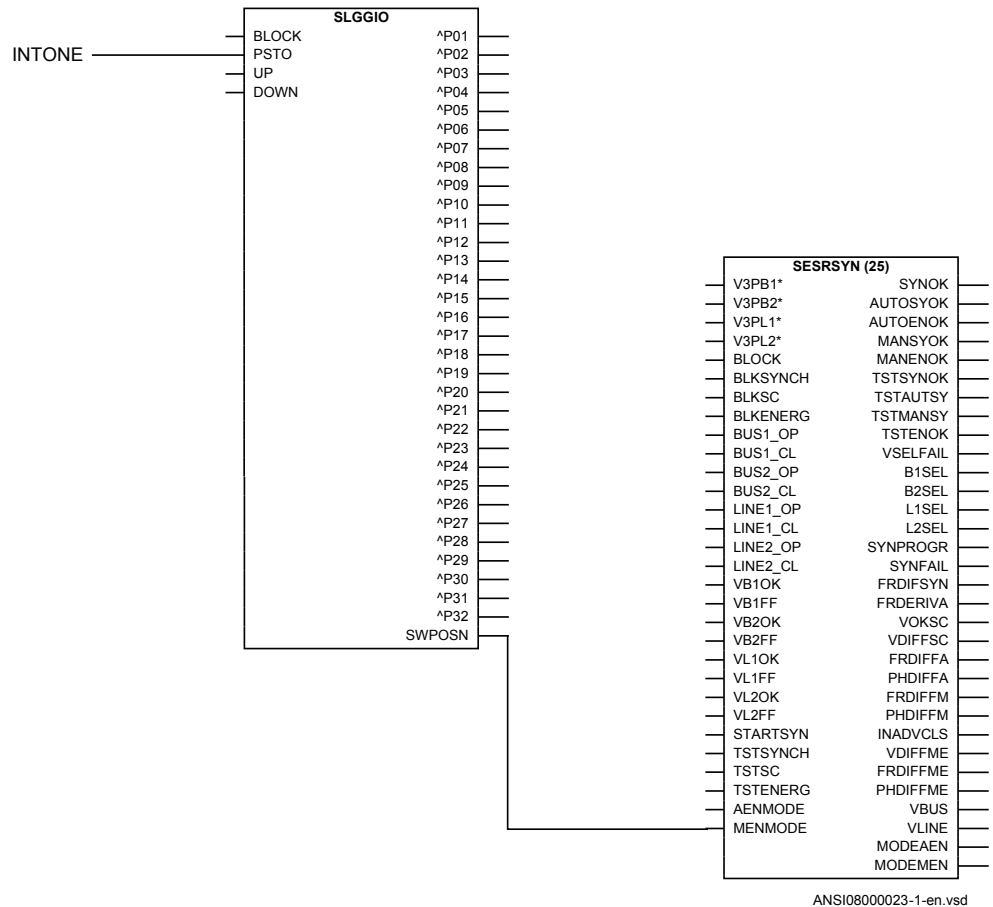 SLGGIO
INTONE
BLOCK ^P01
PSTO ^P02
UP ^P03
DOWN ^P04
^P05
^P06
^P07
^P08
^P09
^P10
^P11
^P12
^P13
^P14
^P15
^P16
^P17
^P18
^P19
^P20
^P21
^P22
^P23
^P24
^P25
^P26
^P27
^P28
^P29
^P30
^P31
^P32
SWPOSN
SESRSYN (25)
V3PB1* SYNOK
V3PB2* AUTOSYOK
V3PL1* AUTOENOK
V3PL2* MANSYOK
BLOCK MANENOK
BLKSYNCH TSTSYNOK
BLKSC TSTAUTSY
BLKENERG TSTMANSY
BUS1_OP TSTENOK
BUS1_CL VSELFAIL
BUS2_OP B1SEL
BUS2_CL B2SEL
LINE1_OP L1SEL
LINE1_CL L2SEL
LINE2_OP SYNPROGR
LINE2_CL SYNFAIL
VB1OK FRDIFSYN
VB1FF FRDERIVA
VB2OK VOKSC
VB2FF VDIFFSC
VL1OK FRDIFFA
VL1FF PHDIFFA
VL2OK FRDIFFM
VL2FF PHDIFFM
STARTSYN INADVCLS
TSTSYNCH VDIFFME
TSTSC FRDIFFME
TSTENERG PHDIFFME
AENMODE VBUS
MENMODE VLINE
MODEAEN
MODEMEN
ANSI08000023-1-en.vsd